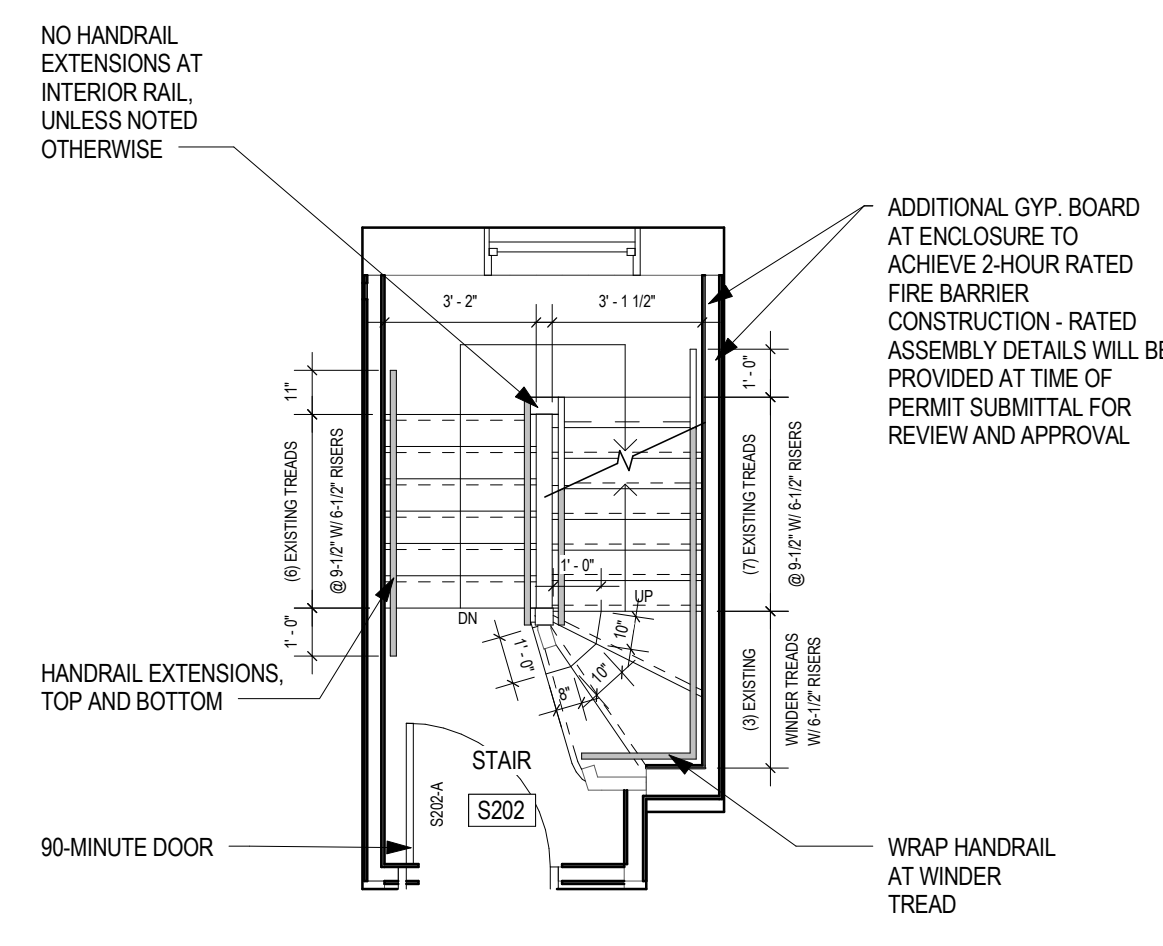 NO HANDRAIL
EXTENSIONS AT
INTERIOR RAIL,
UNLESS NOTED
OTHERWISE
ADDITIONAL GYP. BOARD
AT ENCLOSURE TO
ACHIEVE 2-HOUR RATED
FIRE BARRIER
CONSTRUCTION - RATED
ASSEMBLY DETAILS WILL BE
PROVIDED AT TIME OF
PERMIT SUBMITTAL FOR
REVIEW AND APPROVAL
3' - 2"
3' - 1 1/2"
11"
(6) EXISTING TREADS
@ 9-1/2" W/ 6-1/2" RISERS
1' - 0"
1' - 0"
(7) EXISTING TREADS
@ 9-1/2" W/ 6-1/2" RISERS
(3) EXISTING
WINDER TREADS
W/ 6-1/2" RISERS
1' - 0"
DN
UP
1' - 0"
8"
10"
10"
HANDRAIL EXTENSIONS,
TOP AND BOTTOM
STAIR
S202
S202-A
90-MINUTE DOOR
WRAP HANDRAIL
AT WINDER
TREAD